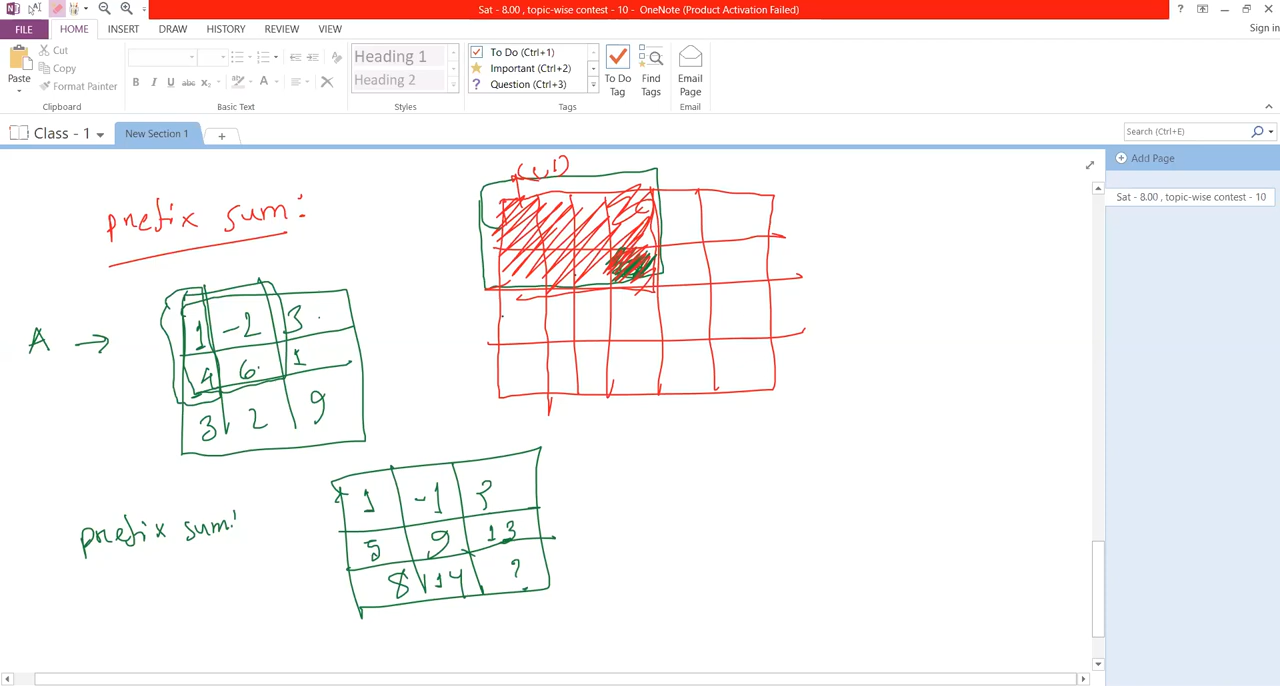 Sat - 8.00 , topic-wise contest - 10 - OneNote (Product Activation Failed)
FILE HOME INSERT DRAW HISTORY REVIEW VIEW Sign in
Paste
Cut
Copy
Format Painter
Clipboard
B I U abc X₂ A
Basic Text
Heading 1
Heading 2
Styles
To Do (Ctrl+1)
Important (Ctrl+2)
Question (Ctrl+3)
Tags
To Do Tag
Find Tags
Email Page
Email
Class - 1
New Section 1
Search (Ctrl+E)
Add Page
Sat - 8.00 , topic-wise contest - 10
prefix sum:
A →
1 -2 3
4 6 1
3 2 9
prefix sum:
1 -1 ?
5 9 13
8 14 ?